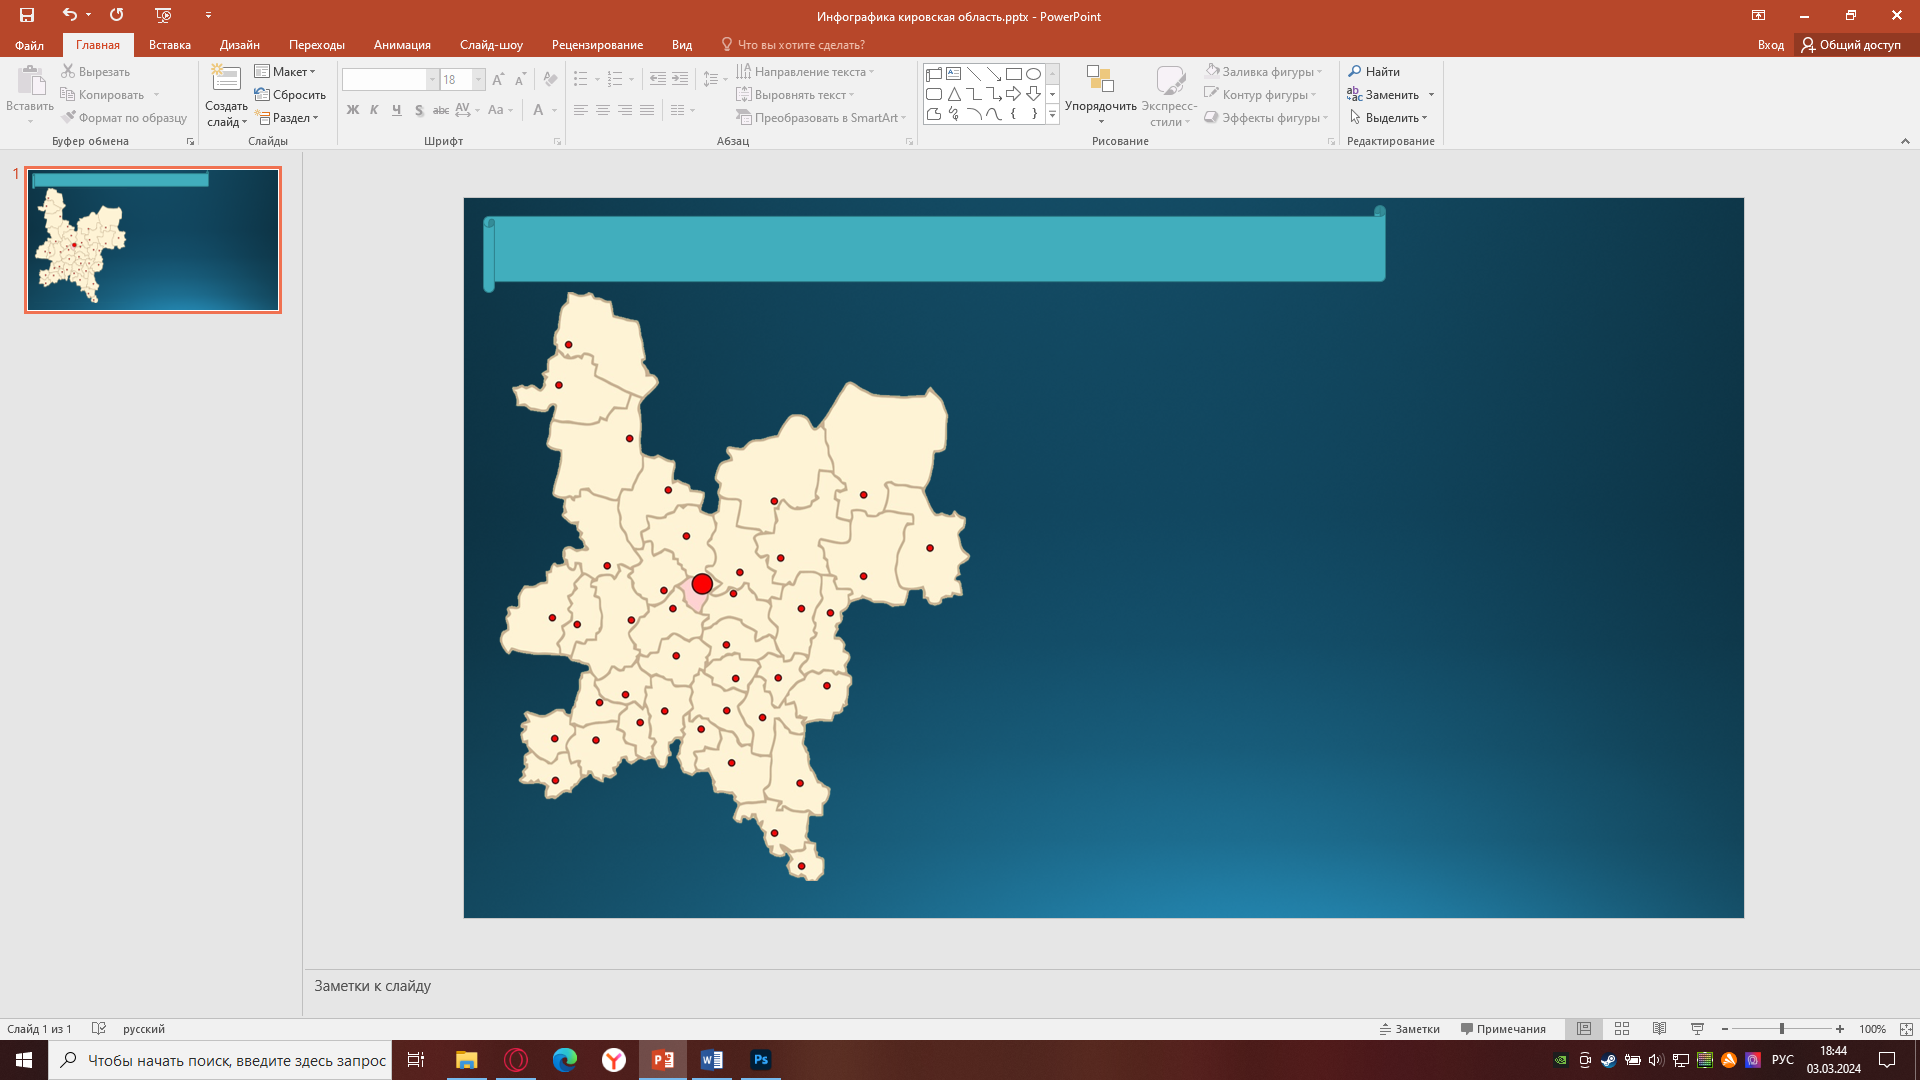 Инфографика кировская область.pptx - PowerPoint
Файл Главная Вставка Дизайн Переходы Анимация Слайд-шоу Рецензирование Вид Что вы хотите сделать? Вход Общий доступ
Вставить
Вырезать
Копировать
Формат по образцу
Буфер обмена
Создать слайд
Макет
Сбросить
Раздел
Слайды
18
Ж К Ч S abc AV Aa A
Шрифт
Направление текста
Выровнять текст
Преобразовать в SmartArt
Абзац
Упорядочить
Экспресс-
стили
Заливка фигуры
Контур фигуры
Эффекты фигуры
Рисование
Найти
Заменить
Выделить
Редактирование
1
Заметки к слайду
Слайд 1 из 1 русский Заметки Примечания 100%
Чтобы начать поиск, введите здесь запрос
РУС
18:44
03.03.2024